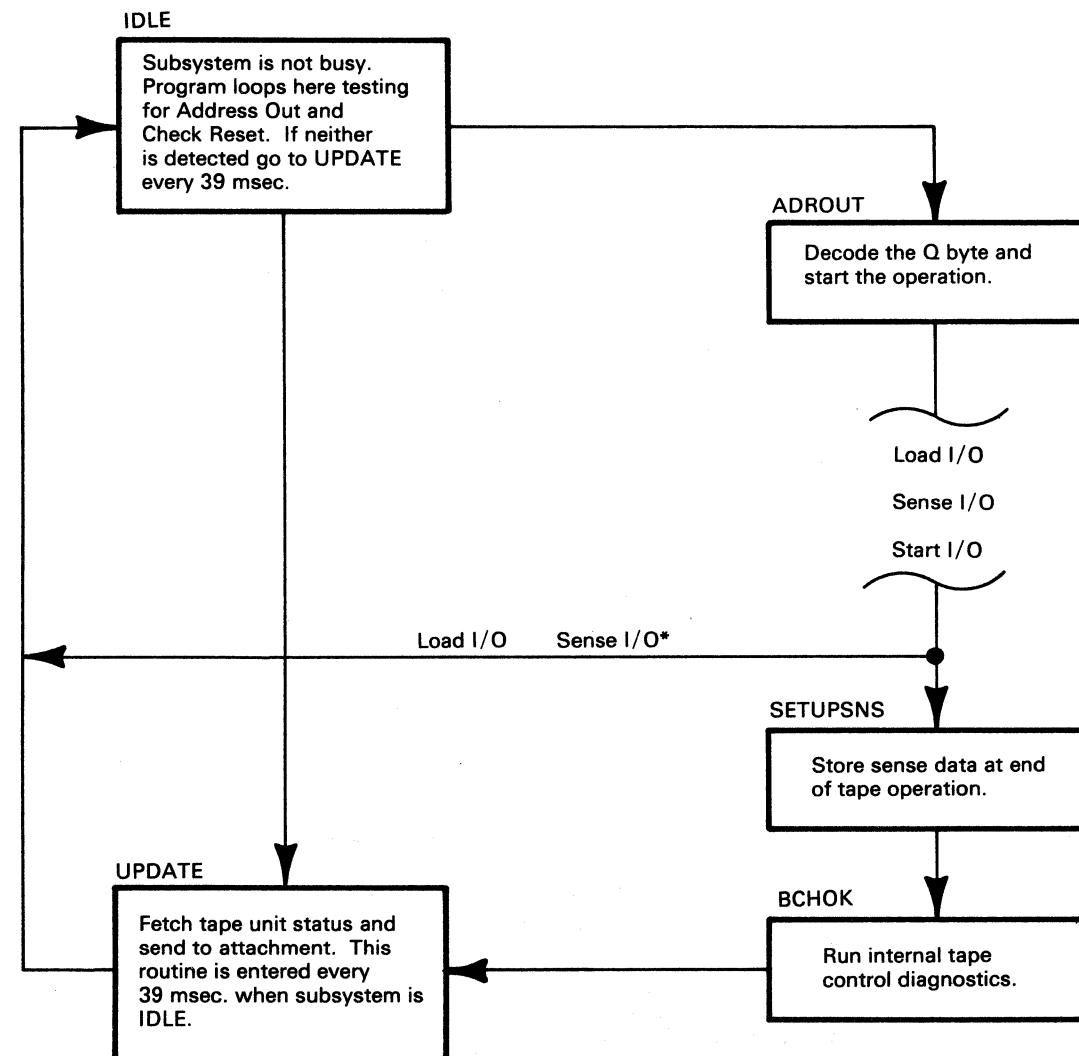 IDLE
Subsystem is not busy.
Program loops here testing
for Address Out and
Check Reset. If neither
is detected go to UPDATE
every 39 msec.
ADROUT
Decode the Q byte and
start the operation.
Load I/O
Sense I/O
Start I/O
Load I/O Sense I/O*
SETUPSNS
Store sense data at end
of tape operation.
BCHOK
Run internal tape
control diagnostics.
UPDATE
Fetch tape unit status and
send to attachment. This
routine is entered every
39 msec. when subsystem is
IDLE.